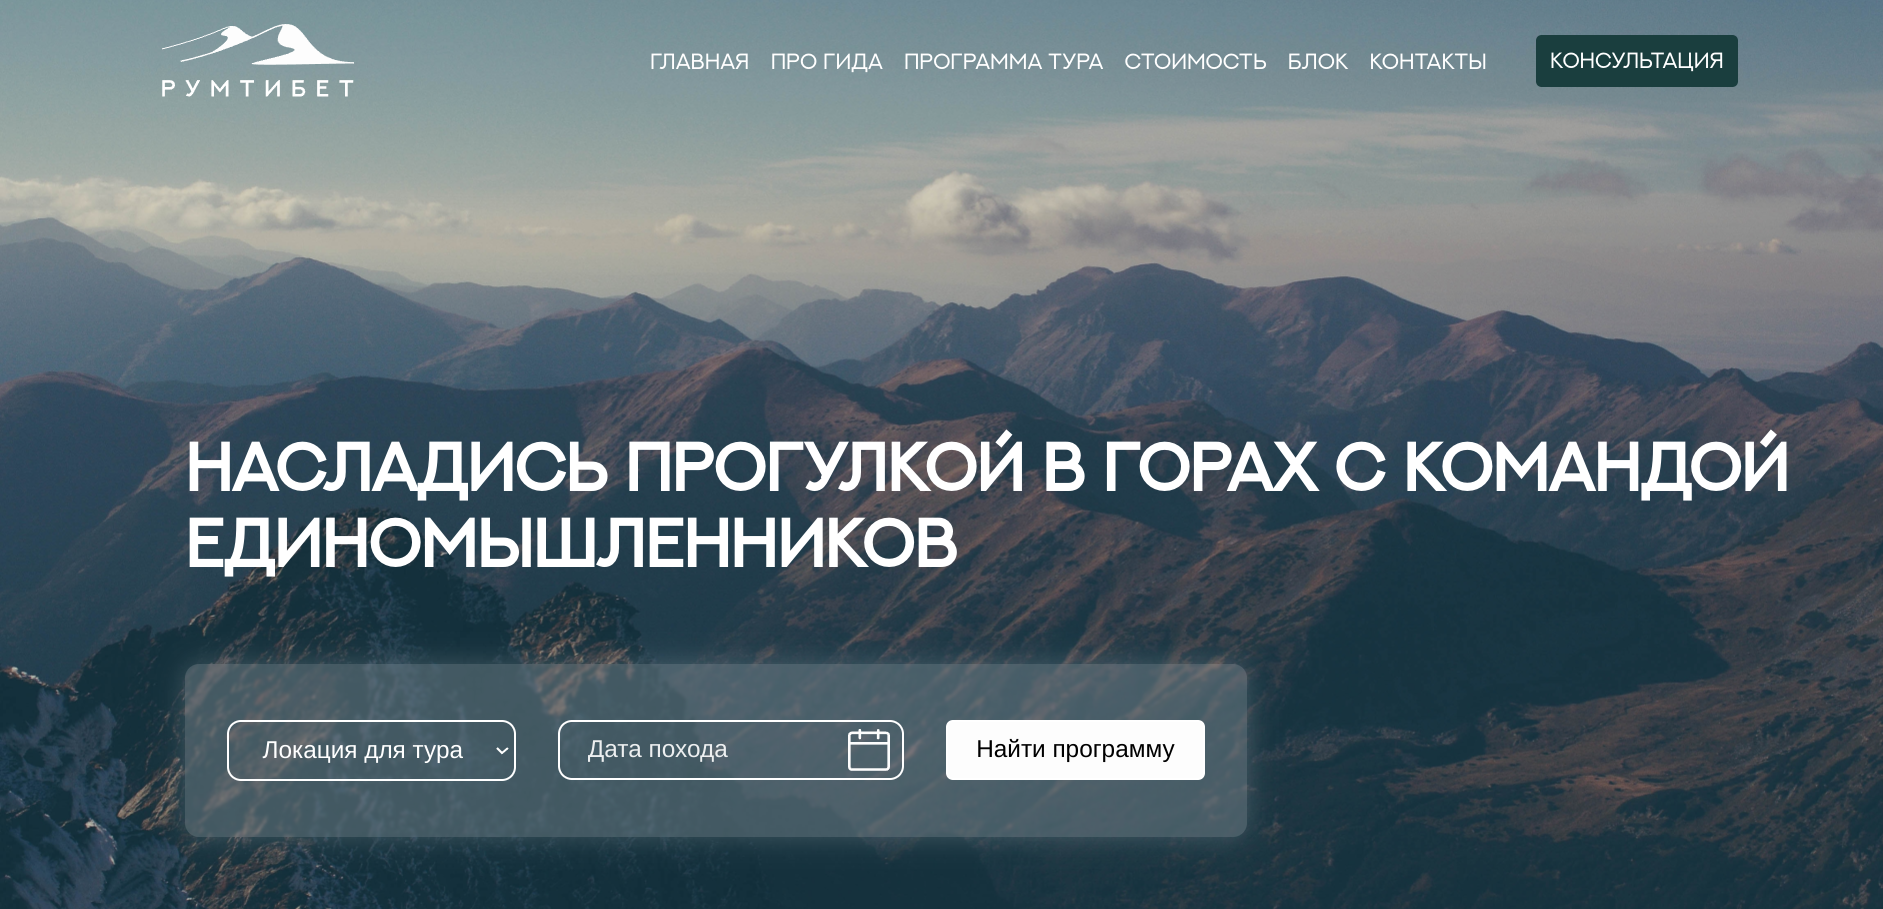 РУМТИБЕТ
ГЛАВНАЯ ПРО ГИДА ПРОГРАММА ТУРА СТОИМОСТЬ БЛОК КОНТАКТЫ КОНСУЛЬТАЦИЯ
НАСЛАДИСЬ ПРОГУЛКОЙ В ГОРАХ С КОМАНДОЙ
ЕДИНОМЫШЛЕННИКОВ
Локация для тура Дата похода Найти программу